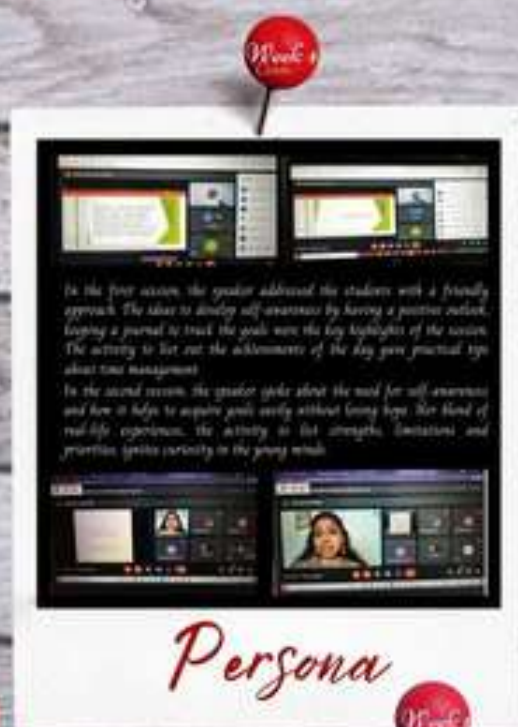 Week
In the first session, the speaker addressed the students with a friendly
approach. The ideas to develop self-awareness by having a positive outlook,
keeping a journal to track the goals were the key highlights of the session.
The activity to list out the achievements of the day gave practical tips
about time management.
In the second session, the speaker spoke about the need for self-awareness
and how it helps to acquire goals easily without losing hope. Her blend of
real-life experiences, the activity to list strengths, limitations and
priorities, ignites curiosity in the young minds.
Persona